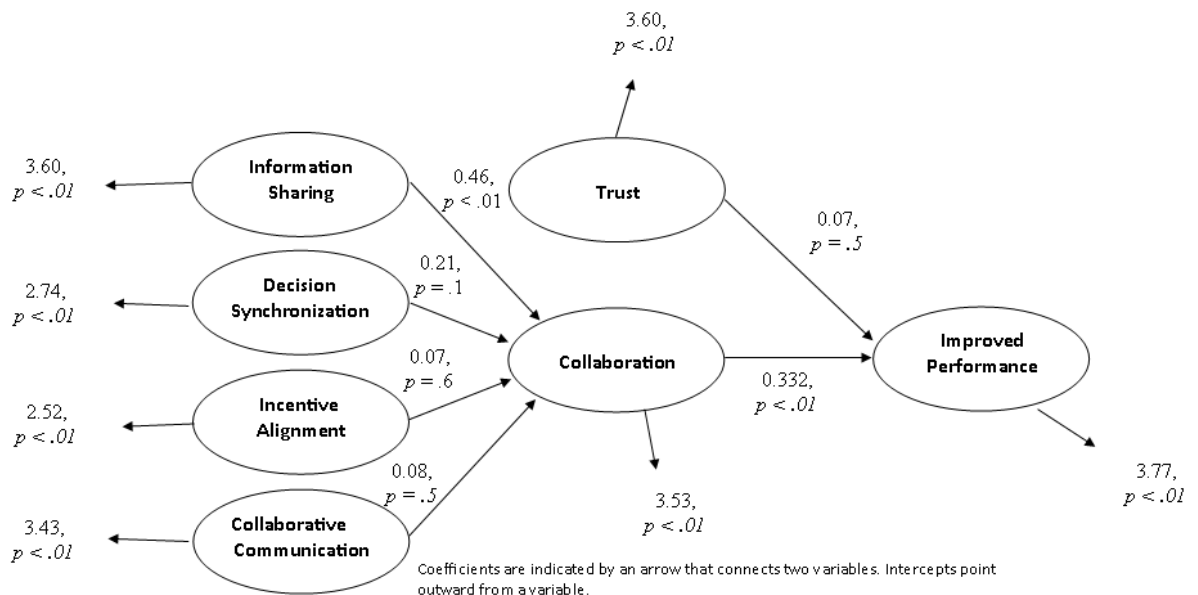 3.60,
p < .01
Information
Sharing
3.60,
p < .01
0.46,
p < .01
Trust
0.07,
p = .5
Decision
Synchronization
2.74,
p < .01
0.21,
p = .1
Collaboration
Improved
Performance
0.332,
p < .01
0.07,
p = .6
Incentive
Alignment
2.52,
p < .01
3.53,
p < .01
3.77,
p < .01
0.08,
p = .5
Collaborative
Communication
3.43,
p < .01
Coefficients are indicated by an arrow that connects two variables. Intercepts point
outward from a variable.